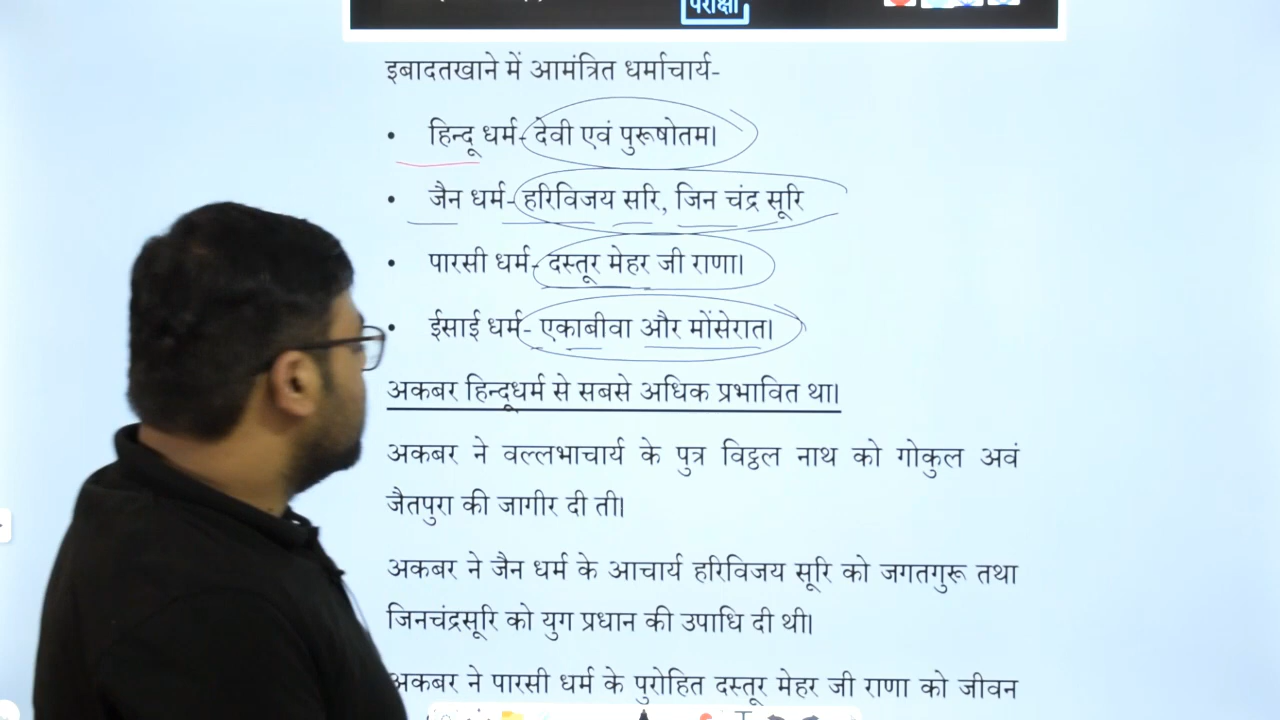 परीक्षा
इबादतखाने में आमंत्रित धर्माचार्य-
• हिन्दू धर्म- देवी एवं पुरूषोतम।
• जैन धर्म- हरिविजय सरि, जिन चंद्र सूरि
• पारसी धर्म- दस्तूर मेहर जी राणा।
• ईसाई धर्म- एकाबीवा और मोंसेरात।
अकबर हिन्दूधर्म से सबसे अधिक प्रभावित था।
अकबर ने वल्लभाचार्य के पुत्र विट्ठल नाथ को गोकुल अवं
जैतपुरा की जागीर दी ती।
अकबर ने जैन धर्म के आचार्य हरिविजय सूरि को जगतगुरू तथा
जिनचंद्रसूरि को युग प्रधान की उपाधि दी थी।
अकबर ने पारसी धर्म के पुरोहित दस्तूर मेहर जी राणा को जीवन